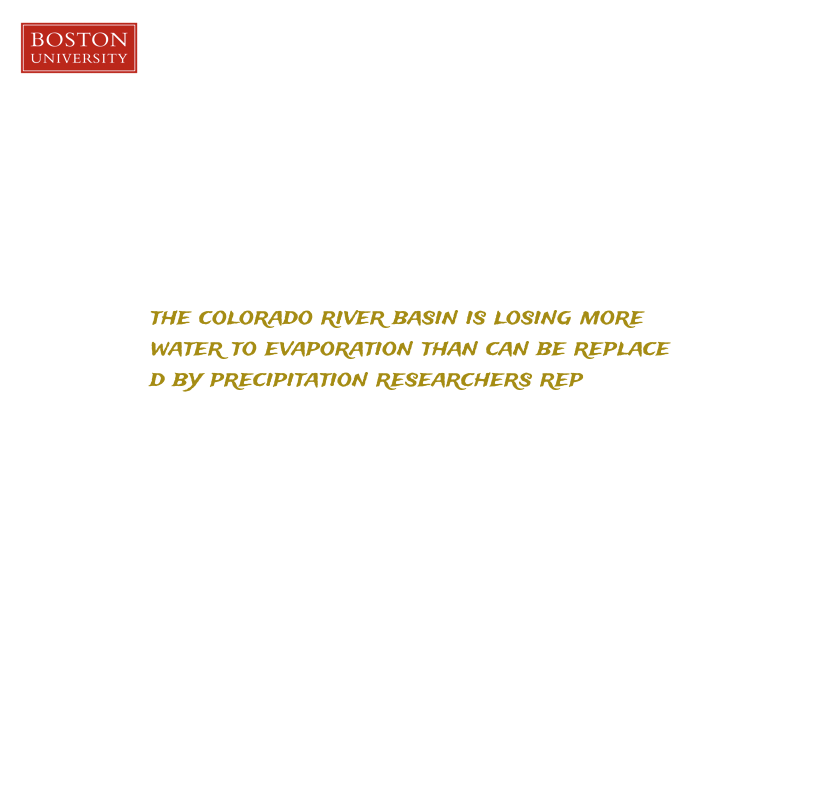 BOSTON
UNIVERSITY
THE COLORADO RIVER BASIN IS LOSING MORE
WATER TO EVAPORATION THAN CAN BE REPLACE
D BY PRECIPITATION RESEARCHERS REP